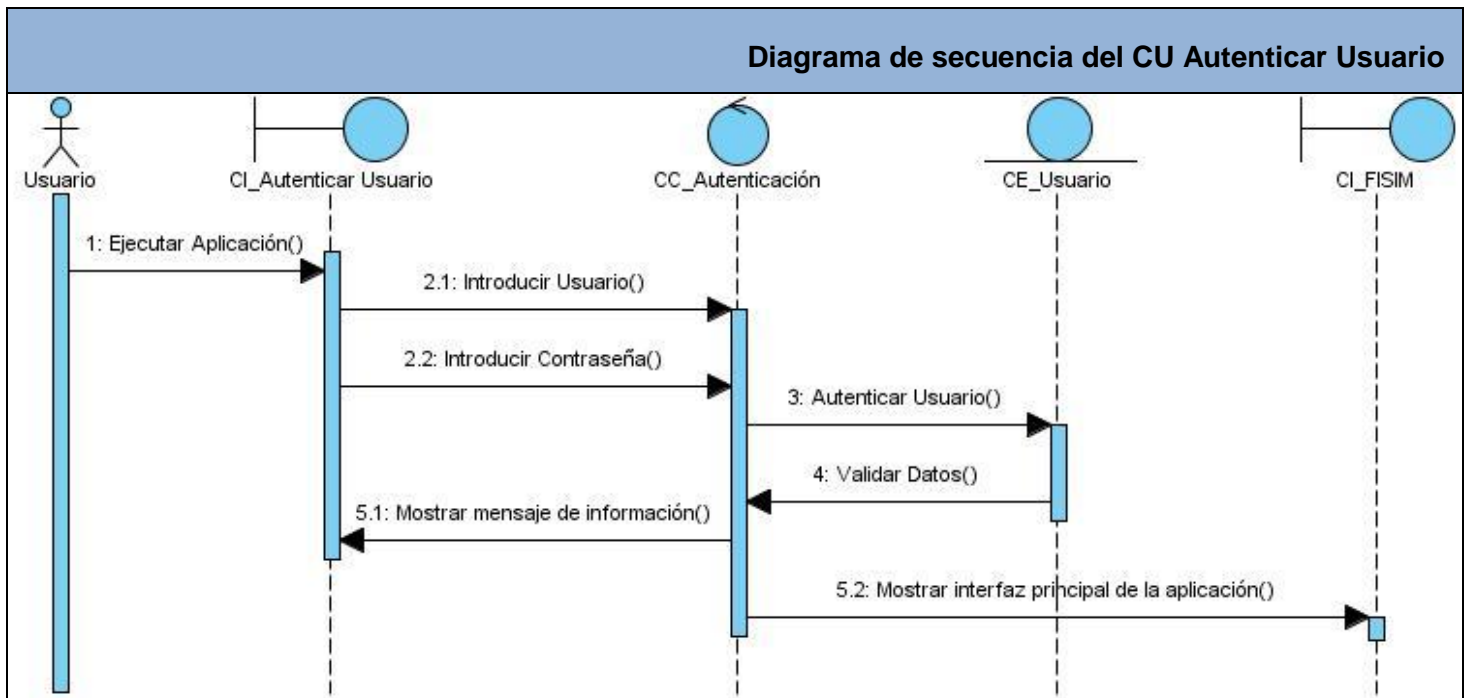 Diagrama de secuencia del CU Autenticar Usuario
Usuario
CI_Autenticar Usuario
CC_Autenticación
CE_Usuario
CI_FISIM
1: Ejecutar Aplicación()
2.1: Introducir Usuario()
2.2: Introducir Contraseña()
3: Autenticar Usuario()
4: Validar Datos()
5.1: Mostrar mensaje de información()
5.2: Mostrar interfaz principal de la aplicación()